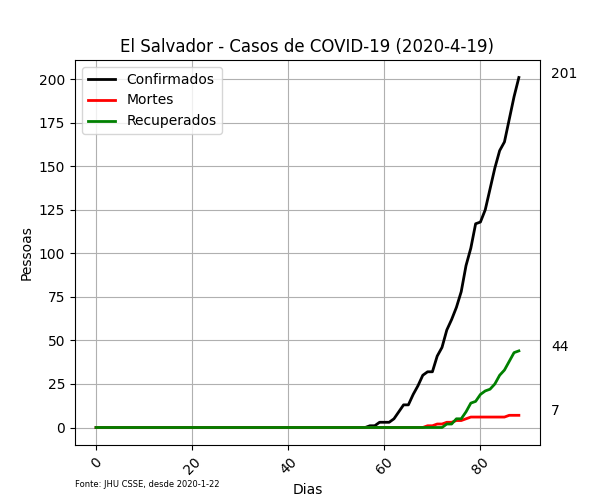 El Salvador - Casos de COVID-19 (2020-4-19)
Confirmados
Mortes
Recuperados
200
175
150
125
100
75
50
25
0
Pessoas
201
44
7
0
20
40
60
80
Dias
Fonte: JHU CSSE, desde 2020-1-22